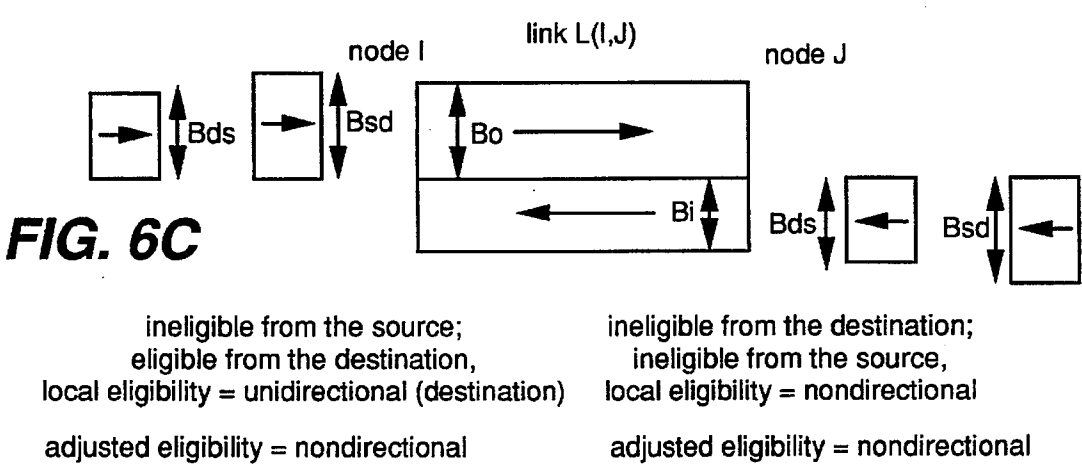 link L(I,J)
node I
node J
Bds
Bsd
Bo
Bi
Bds
Bsd
FIG. 6C
ineligible from the source;
eligible from the destination,
local eligibility = unidirectional (destination)
adjusted eligibility = nondirectional
ineligible from the destination;
ineligible from the source,
local eligibility = nondirectional
adjusted eligibility = nondirectional